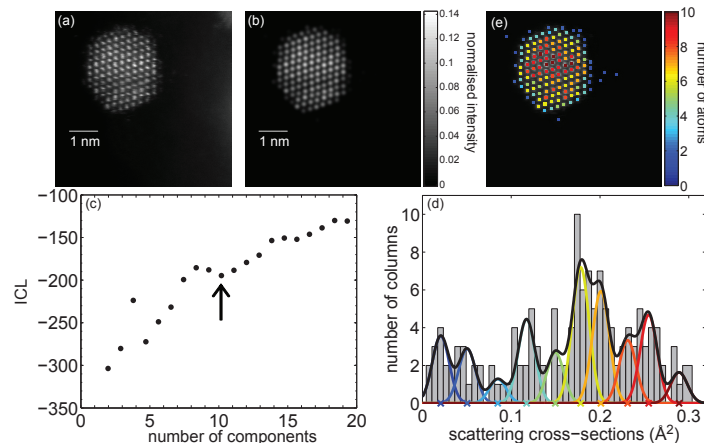 (a)
1 nm
(b)
1 nm
0.14
0.12
0.1
0.08
0.06
0.04
0.02
0
normalised intensity
(e)
10
8
6
4
2
0
number of atoms
(c)
−100
−150
−200
−250
−300
−350
ICL
0 5 10 15 20
number of components
(d)
10
8
6
4
2
0
number of columns
0 0.1 0.2 0.3
scattering cross−sections (Å²)